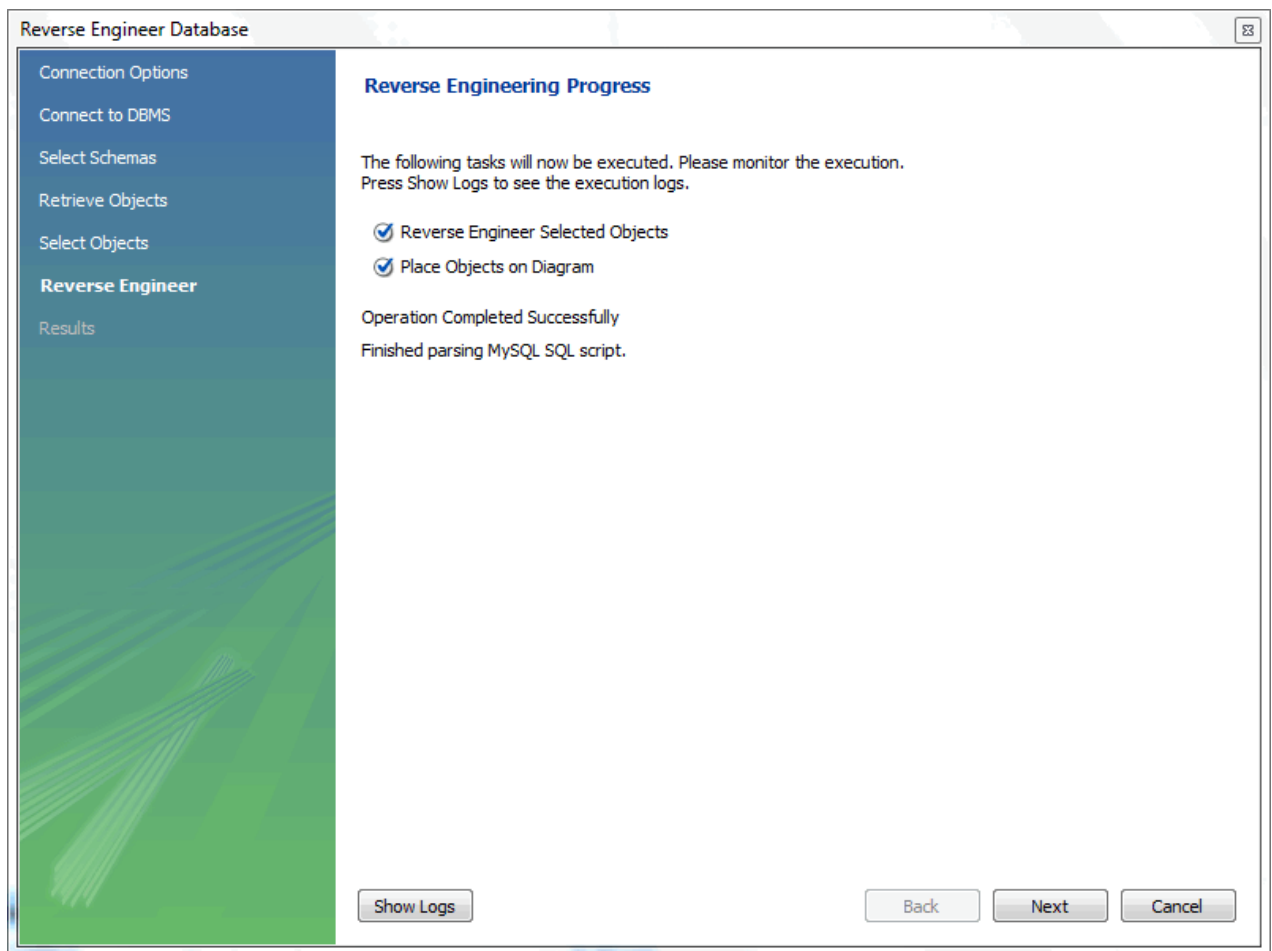 Reverse Engineer Database
Connection Options
Connect to DBMS
Select Schemas
Retrieve Objects
Select Objects
Reverse Engineer
Results
Reverse Engineering Progress
The following tasks will now be executed. Please monitor the execution.
Press Show Logs to see the execution logs.
Reverse Engineer Selected Objects
Place Objects on Diagram
Operation Completed Successfully
Finished parsing MySQL SQL script.
Show Logs
Back
Next
Cancel